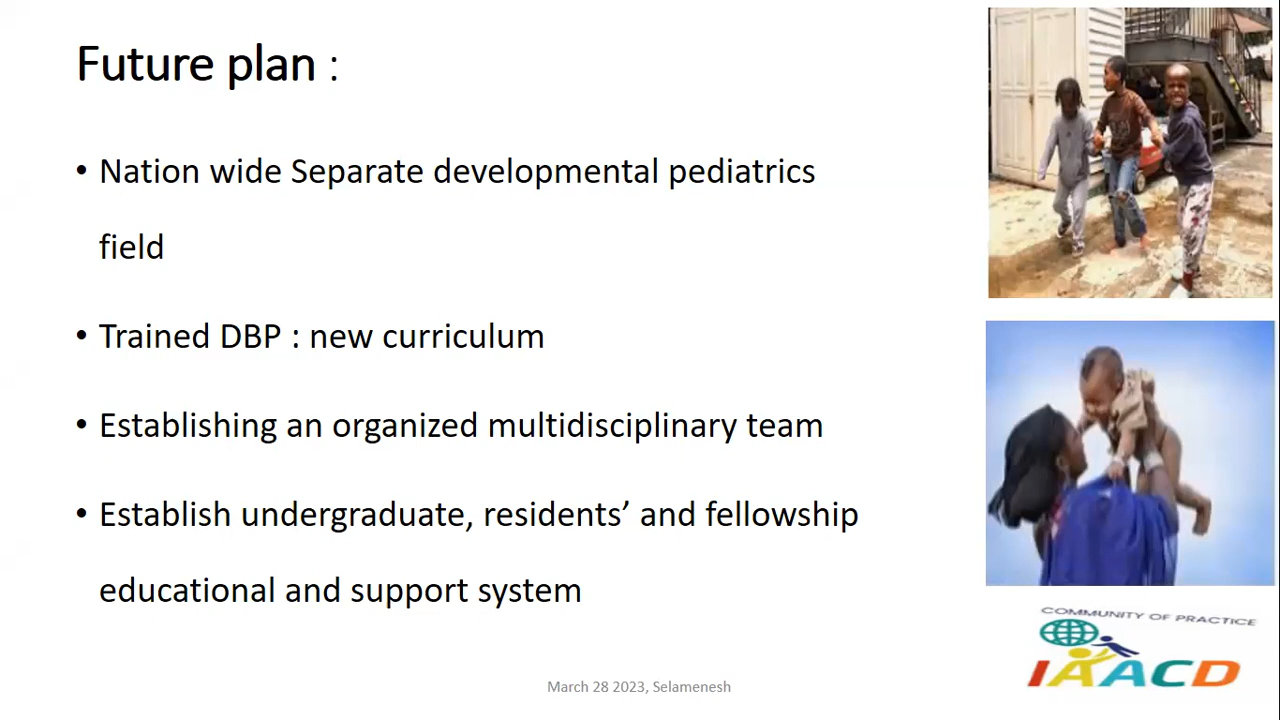 Future plan :
• Nation wide Separate developmental pediatrics
field
• Trained DBP : new curriculum
• Establishing an organized multidisciplinary team
• Establish undergraduate, residents’ and fellowship
educational and support system
COMMUNITY OF PRACTICE
IAACD
March 28 2023, Selamenesh